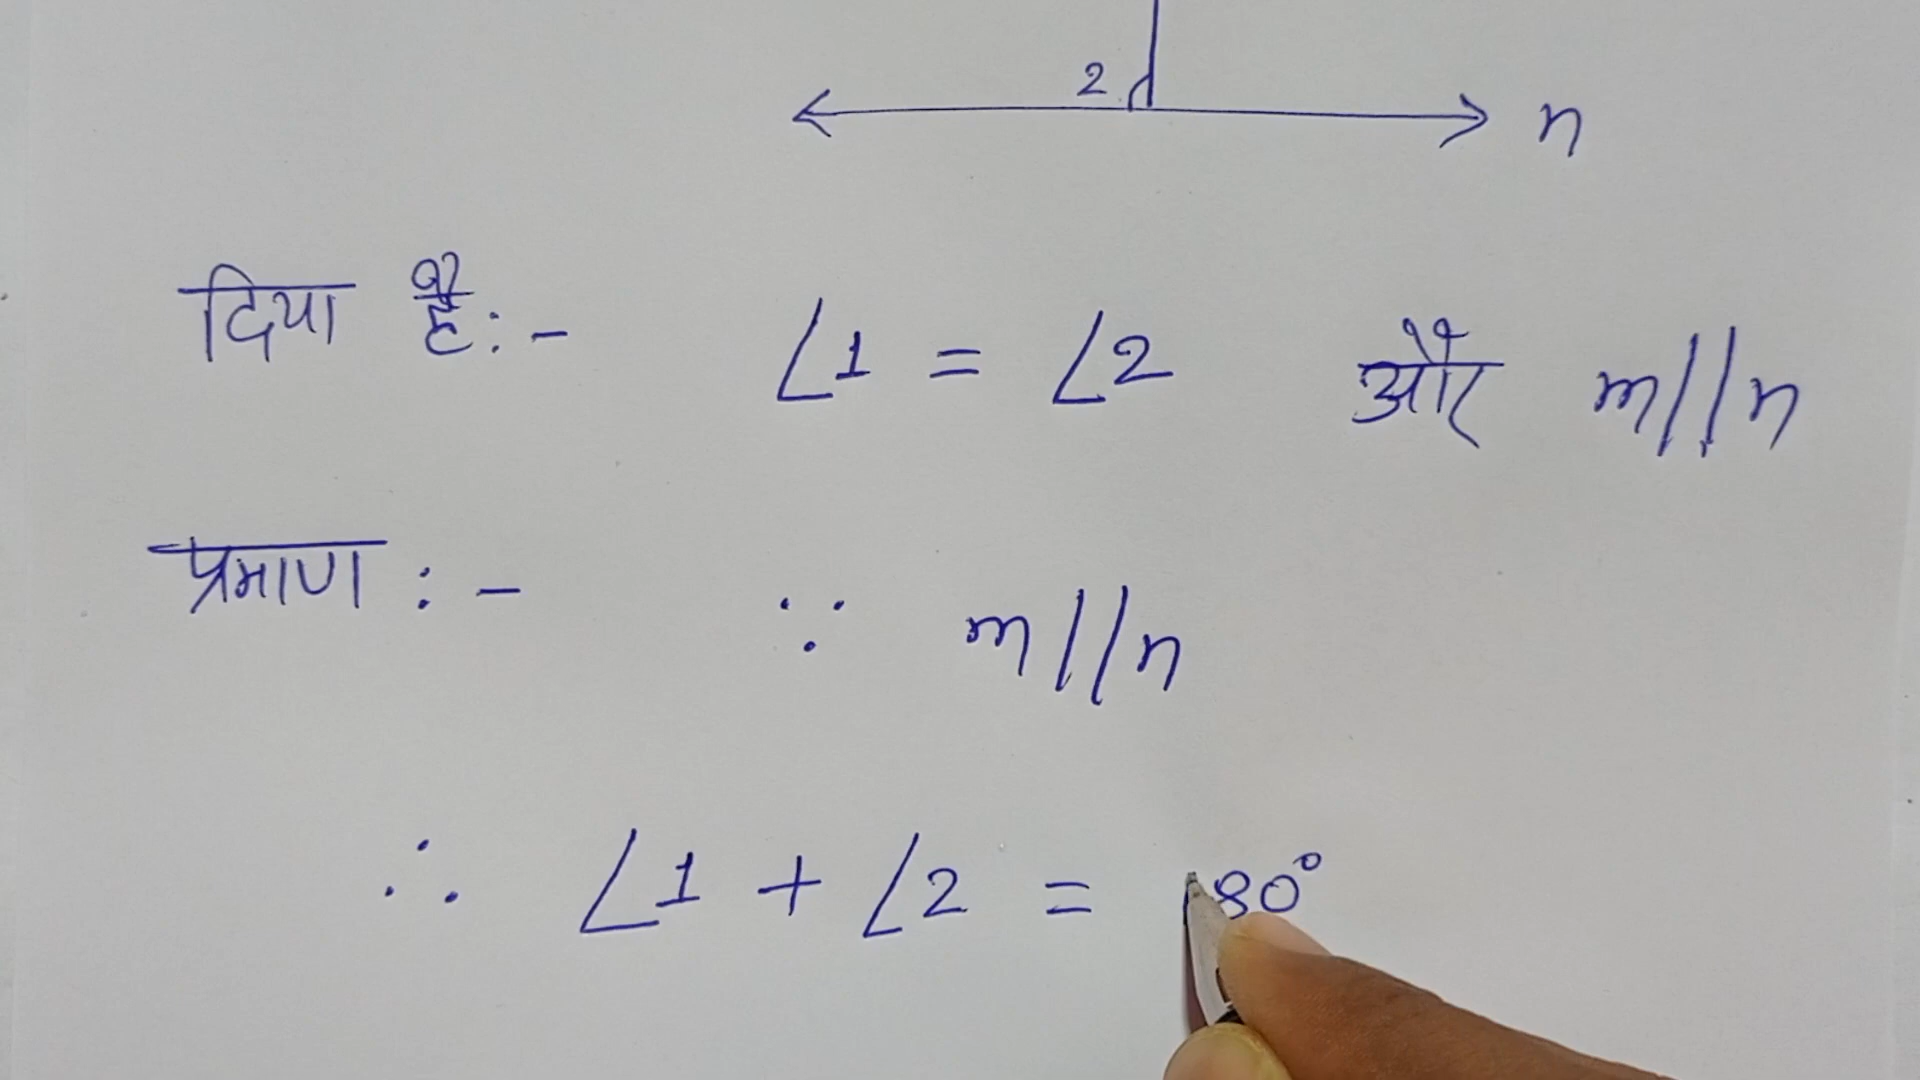 2
n
दिया है:- ∠1 = ∠2 और m//n
प्रमाण :- ∵ m//n
∴ ∠1 + ∠2 = 180°